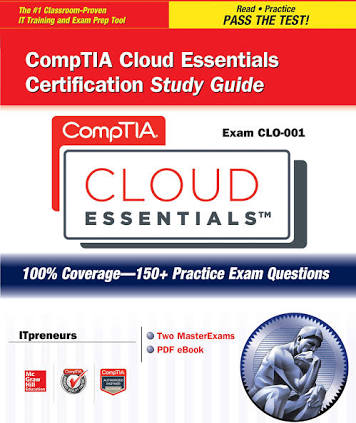 The #1 Classroom-Proven
IT Training and Exam Prep Tool
Read • Practice
PASS THE TEST!
CompTIA Cloud Essentials
Certification Study Guide
CompTIA.
Exam CLO-001
CLOUD
ESSENTIALS™
100% Coverage—150+ Practice Exam Questions
ITpreneurs
Two MasterExams
PDF eBook
Mc
Graw
Hill
Education
CompTIA